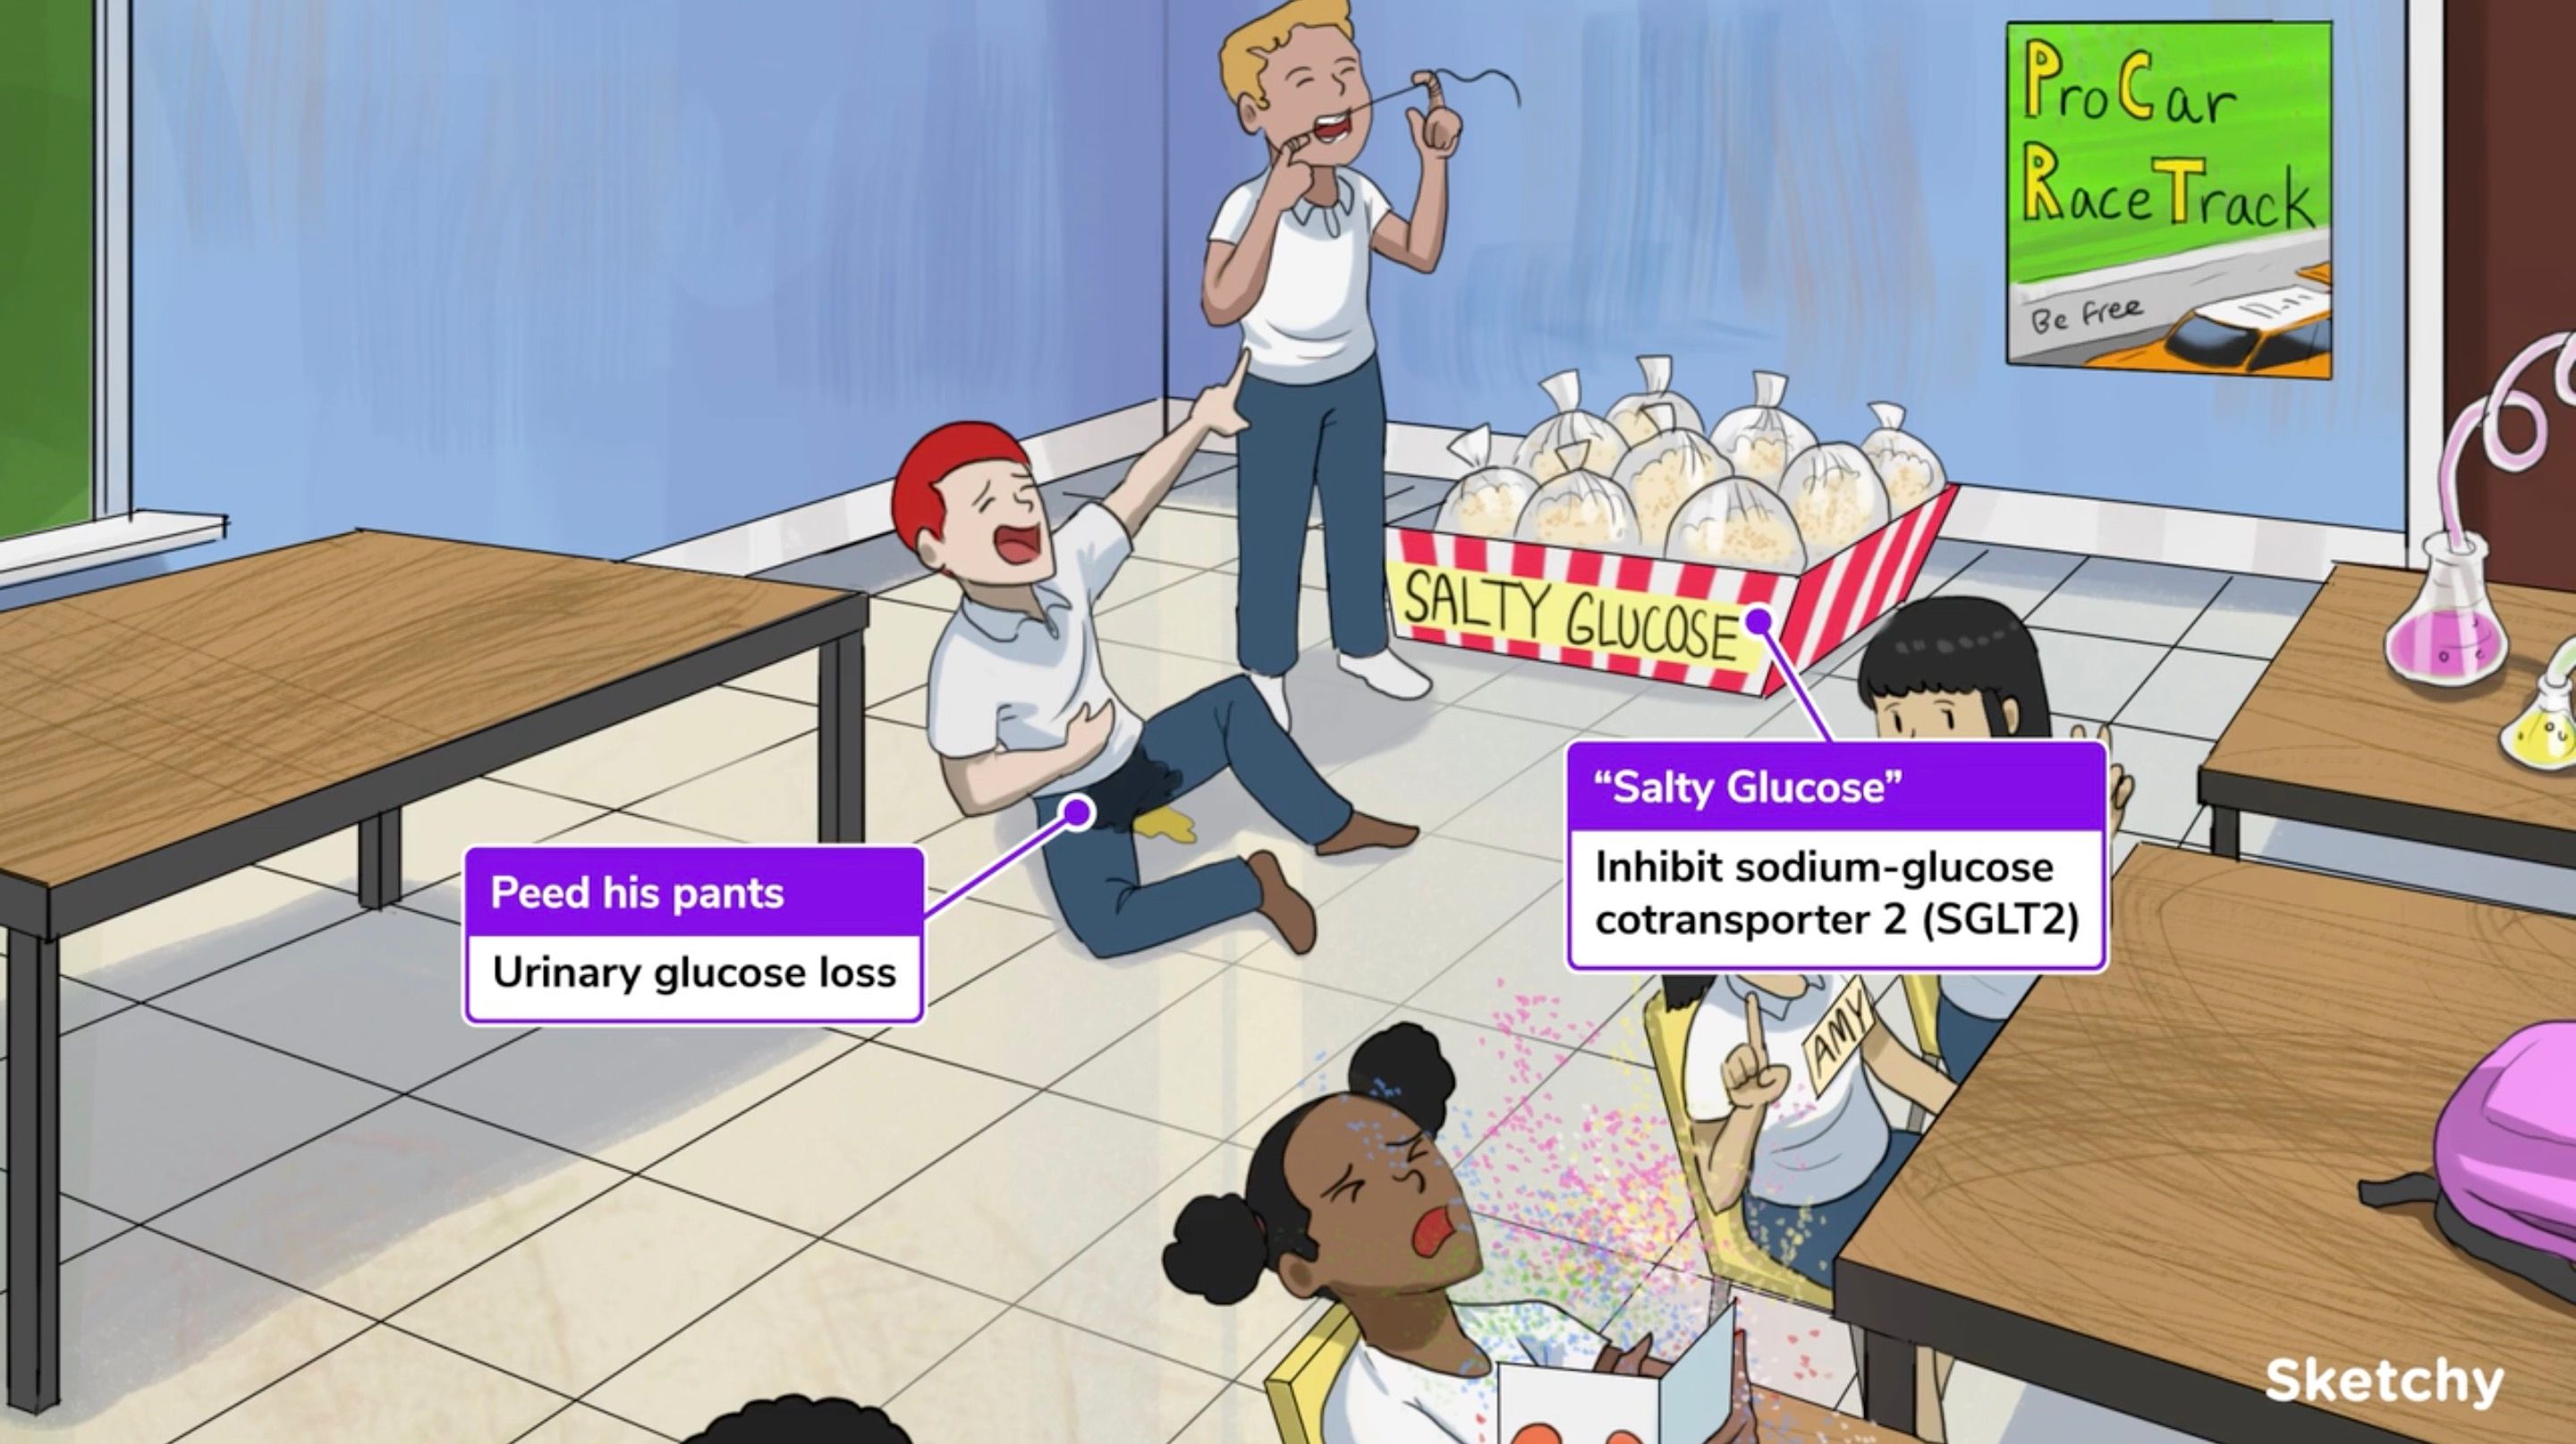 ProCar
RaceTrack
Be Free
SALTY GLUCOSE
“Salty Glucose”
Inhibit sodium-glucose
cotransporter 2 (SGLT2)
Peed his pants
Urinary glucose loss
AMY
Sketchy